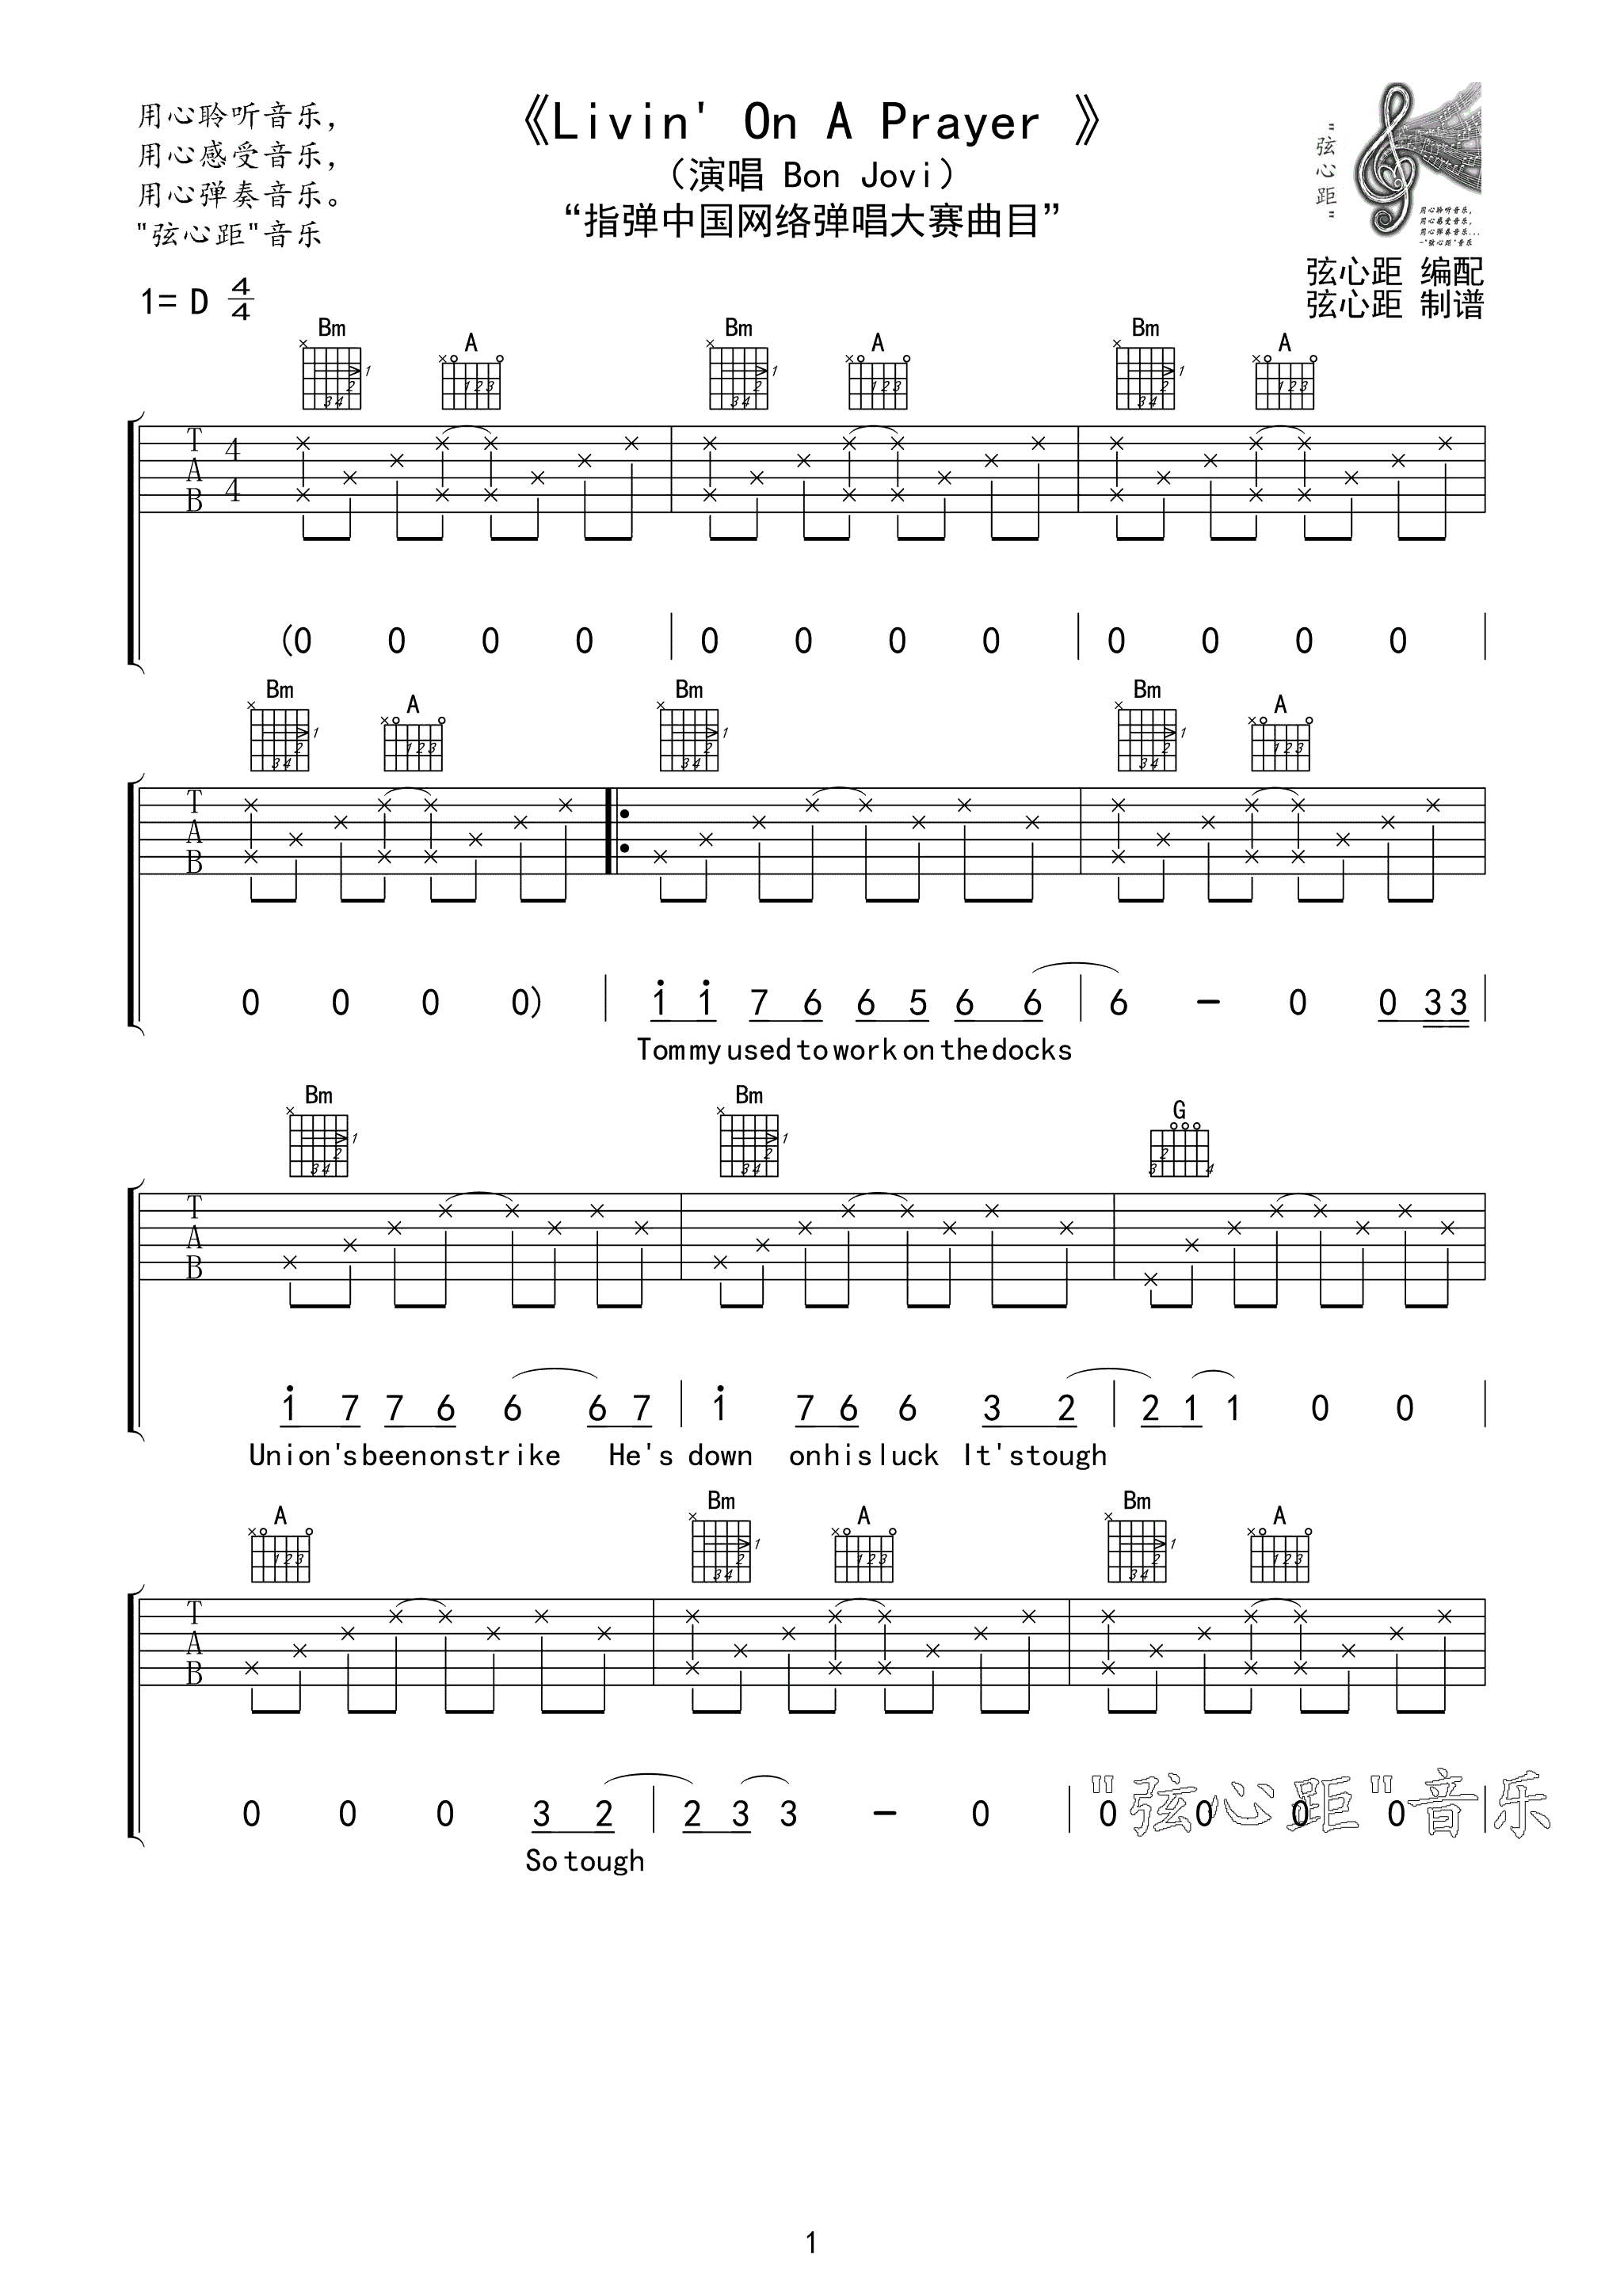 用心聆听音乐，
用心感受音乐，
用心弹奏音乐。
"弦心距"音乐
《Livin' On A Prayer 》
（演唱 Bon Jovi）
“指弹中国网络弹唱大赛曲目”
"弦心距"
用心聆听音乐,
用心感受音乐,
用心弹奏音乐...
-"弦心距"音乐
弦心距 编配
弦心距 制谱
1= D 4/4
Bm A Bm A Bm A
T A B 4 4
(0 0 0 0 | 0 0 0 0 | 0 0 0 0 |
Bm A Bm Bm A
T A B
0 0 0 0) | 1 1 7 6 6 5 6 6 | 6 - 0 0 3 3 |
Tommy used to work on the docks
Bm Bm G
T A B
1 7 7 6 6 6 7 | 1 7 6 6 3 2 | 2 1 1 0 0 |
Union's been on strike He's down on his luck It's tough
A Bm A Bm A
T A B
0 0 0 3 2 | 2 3 3 - 0 | 0 0 0 0 |
"弦心距"音乐
So tough
1